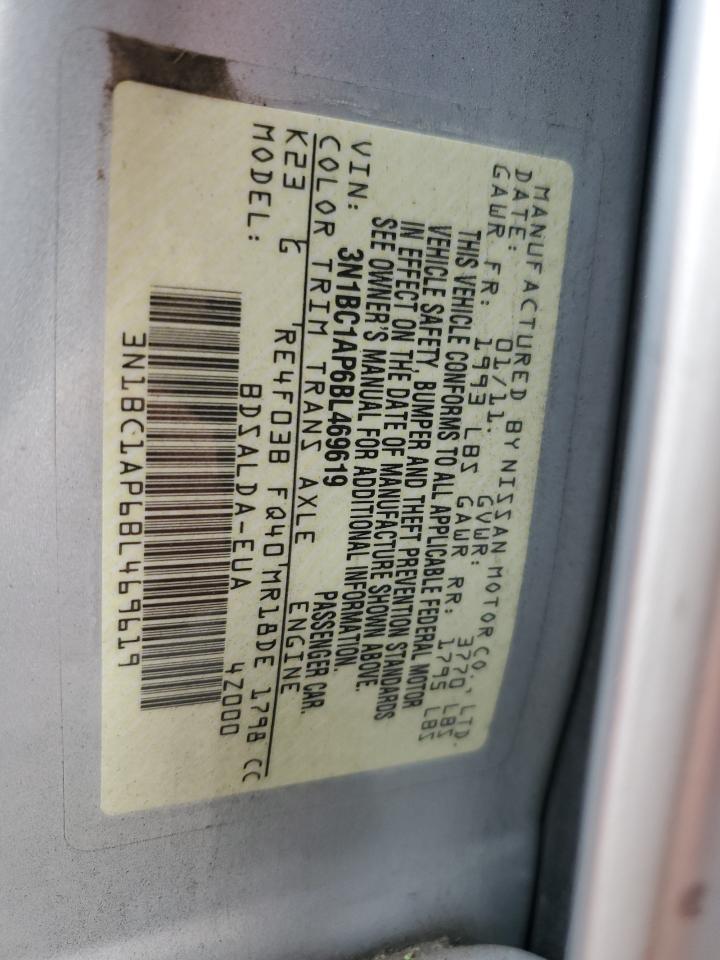 MANUFACTURED BY NISSAN MOTOR CO., LTD.
DATE: 01/11. GVWR: 3770 LBS
GAWR FR: 1993 LBS GAWR RR: 1795 LBS
THIS VEHICLE CONFORMS TO ALL APPLICABLE FEDERAL MOTOR
VEHICLE SAFETY, BUMPER AND THEFT PREVENTION STANDARDS
IN EFFECT ON THE DATE OF MANUFACTURE SHOWN ABOVE.
SEE OWNER'S MANUAL FOR ADDITIONAL INFORMATION.
VIN: 3N1BC1AP6BL469619 PASSENGER CAR.
COLOR TRIM TRANS AXLE ENGINE
K23 G RE4F03B FQ40 MR18DE 1798 CC
MODEL: BDSALDA-EUA 4Z000
3N1BC1AP6BL469619